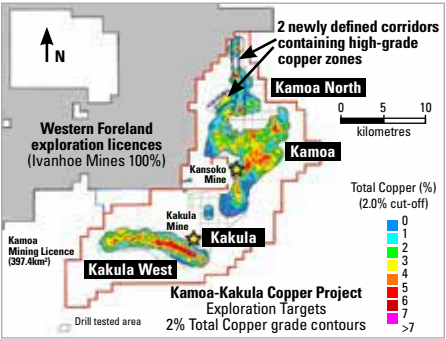 2 newly defined corridors
containing high-grade
copper zones
N
Kamoa North
0 5 10
kilometres
Western Foreland
exploration licences
(Ivanhoe Mines 100%)
Kamoa
Kansoko
Mine
Total Copper (%)
(2.0% cut-off)
0
1
2
3
4
5
6
7
>7
Kakula
Mine
Kakula
Kamoa
Mining Licence
(397.4km²)
Kakula West
Kamoa-Kakula Copper Project
Exploration Targets
2% Total Copper grade contours
Drill tested area